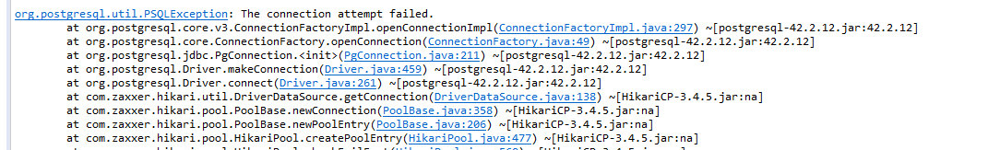 org.postgresql.util.PSQLException: The connection attempt failed.
at org.postgresql.core.v3.ConnectionFactoryImpl.openConnectionImpl(ConnectionFactoryImpl.java:297) ~[postgresql-42.2.12.jar:42.2.12]
at org.postgresql.core.ConnectionFactory.openConnection(ConnectionFactory.java:49) ~[postgresql-42.2.12.jar:42.2.12]
at org.postgresql.jdbc.PgConnection.<init>(PgConnection.java:211) ~[postgresql-42.2.12.jar:42.2.12]
at org.postgresql.Driver.makeConnection(Driver.java:459) ~[postgresql-42.2.12.jar:42.2.12]
at org.postgresql.Driver.connect(Driver.java:261) ~[postgresql-42.2.12.jar:42.2.12]
at com.zaxxer.hikari.util.DriverDataSource.getConnection(DriverDataSource.java:138) ~[HikariCP-3.4.5.jar:na]
at com.zaxxer.hikari.pool.PoolBase.newConnection(PoolBase.java:358) ~[HikariCP-3.4.5.jar:na]
at com.zaxxer.hikari.pool.PoolBase.newPoolEntry(PoolBase.java:206) ~[HikariCP-3.4.5.jar:na]
at com.zaxxer.hikari.pool.HikariPool.createPoolEntry(HikariPool.java:477) ~[HikariCP-3.4.5.jar:na]